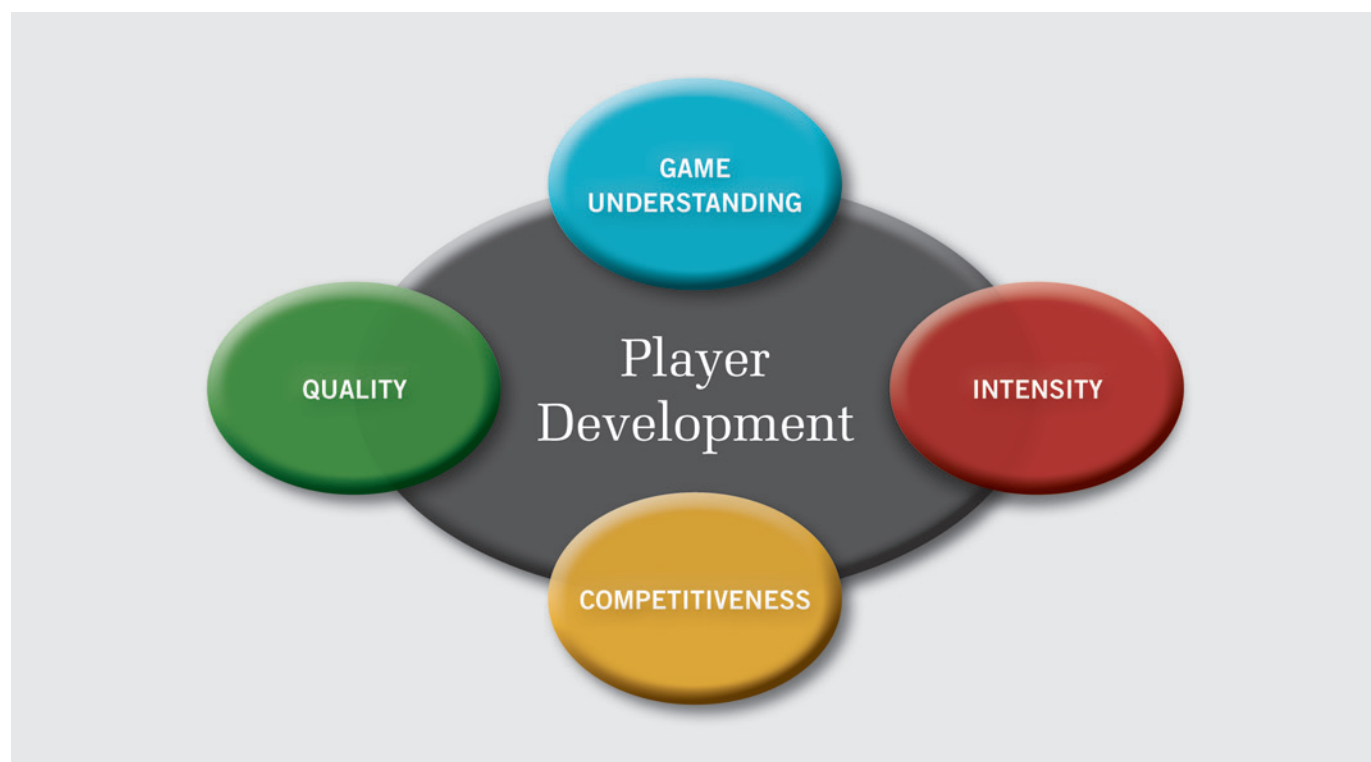 GAME
UNDERSTANDING
QUALITY
Player
Development
INTENSITY
COMPETITIVENESS